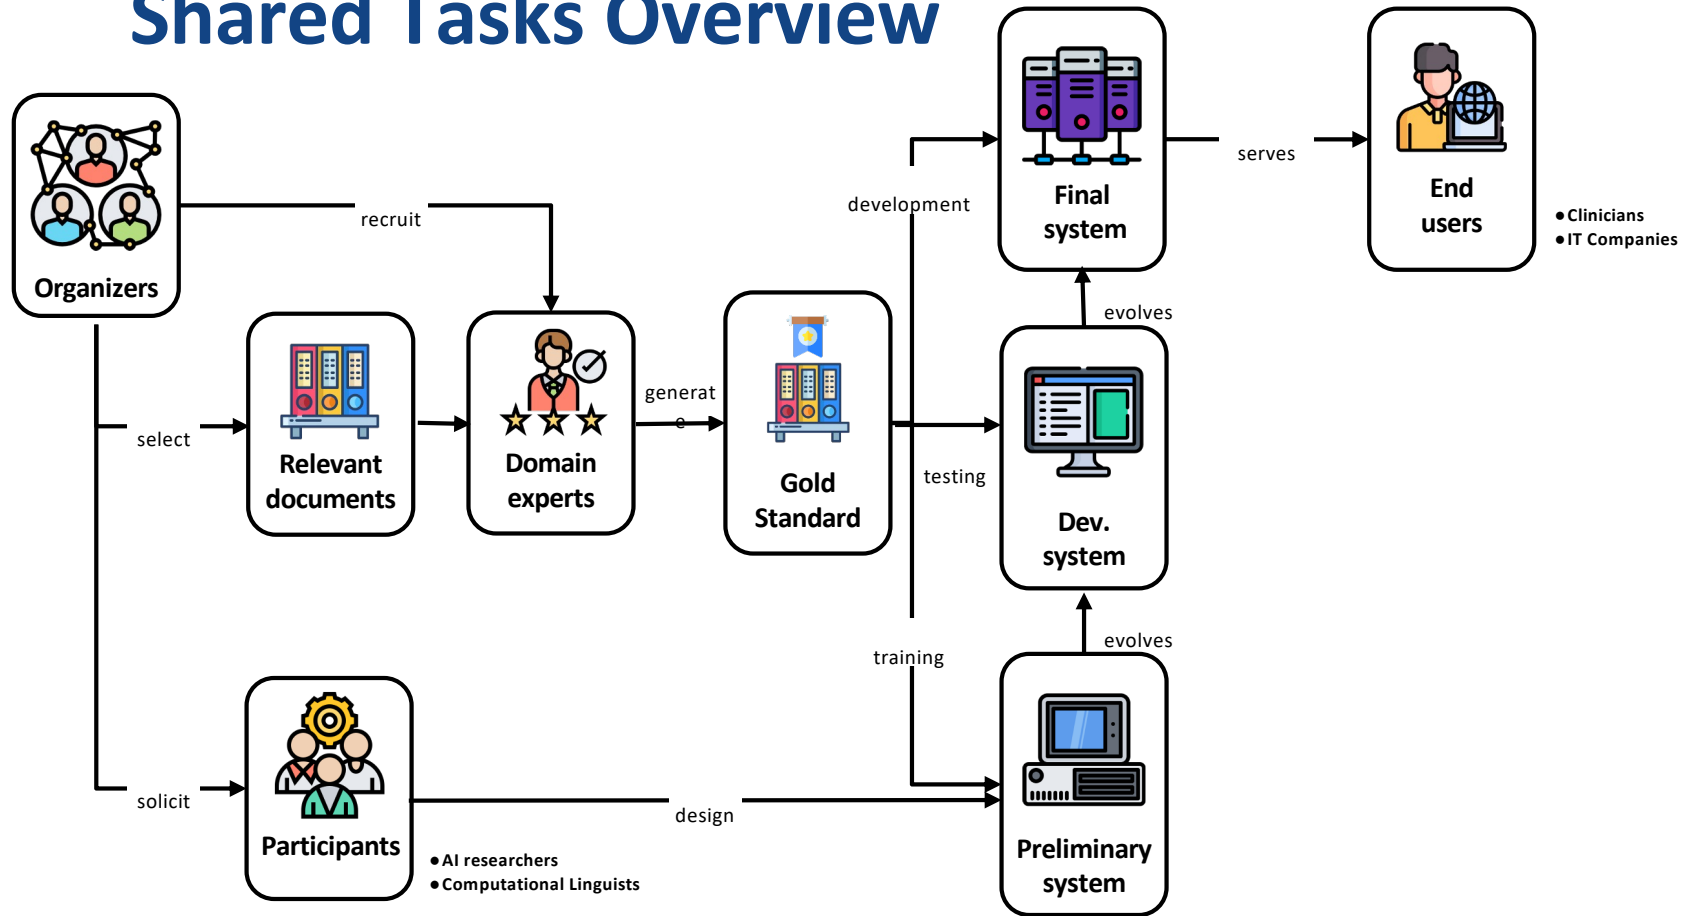 Shared Tasks Overview
Organizers
recruit
select
solicit
Relevant
documents
Domain
experts
generat
e
Gold
Standard
development
testing
training
Final
system
serves
End
users
●Clinicians
●IT Companies
evolves
Dev.
system
evolves
Participants
●AI researchers
●Computational Linguists
design
Preliminary
system